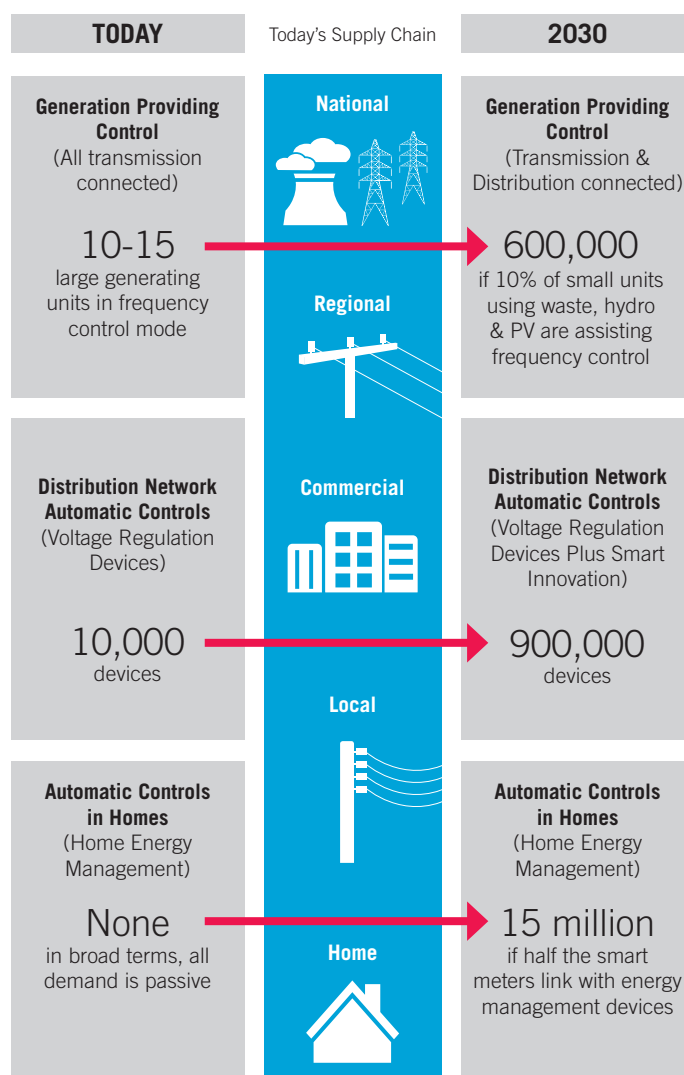 TODAY
Today's Supply Chain
2030
Generation Providing
Control
(All transmission
connected)
10-15
large generating
units in frequency
control mode
National
Generation Providing
Control
(Transmission &
Distribution connected)
600,000
if 10% of small units
using waste, hydro
& PV are assisting
frequency control
Regional
Distribution Network
Automatic Controls
(Voltage Regulation
Devices)
10,000
devices
Commercial
Distribution Network
Automatic Controls
(Voltage Regulation
Devices Plus Smart
Innovation)
900,000
devices
Local
Automatic Controls
in Homes
(Home Energy
Management)
None
in broad terms, all
demand is passive
Home
Automatic Controls
in Homes
(Home Energy
Management)
15 million
if half the smart
meters link with energy
management devices